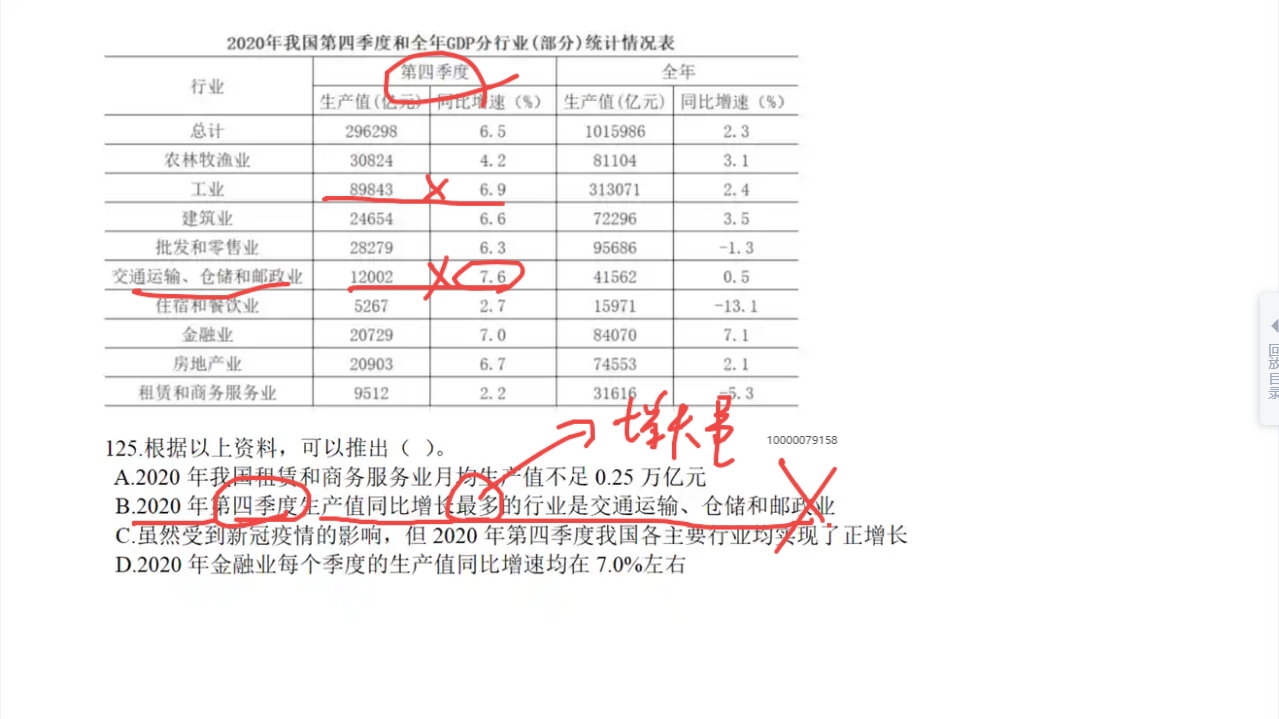 2020年我国第四季度和全年GDP分行业(部分)统计情况表
行业 第四季度 全年
生产值(亿元) 同比增速(%) 生产值(亿元) 同比增速(%)
总计 296298 6.5 1015986 2.3
农林牧渔业 30824 4.2 81104 3.1
工业 89843 6.9 313071 2.4
建筑业 24654 6.6 72296 3.5
批发和零售业 28279 6.3 95686 -1.3
交通运输、仓储和邮政业 12002 7.6 41562 0.5
住宿和餐饮业 5267 2.7 15971 -13.1
金融业 20729 7.0 84070 7.1
房地产业 20903 6.7 74553 2.1
租赁和商务服务业 9512 2.2 31616 -5.3
增长量
10000079158
125.根据以上资料，可以推出（ ）。
A.2020 年我国租赁和商务服务业月均生产值不足 0.25 万亿元
B.2020 年第四季度生产值同比增长最多的行业是交通运输、仓储和邮政业
C.虽然受到新冠疫情的影响，但 2020 年第四季度我国各主要行业均实现了正增长
D.2020 年金融业每个季度的生产值同比增速均在 7.0%左右
回放目录